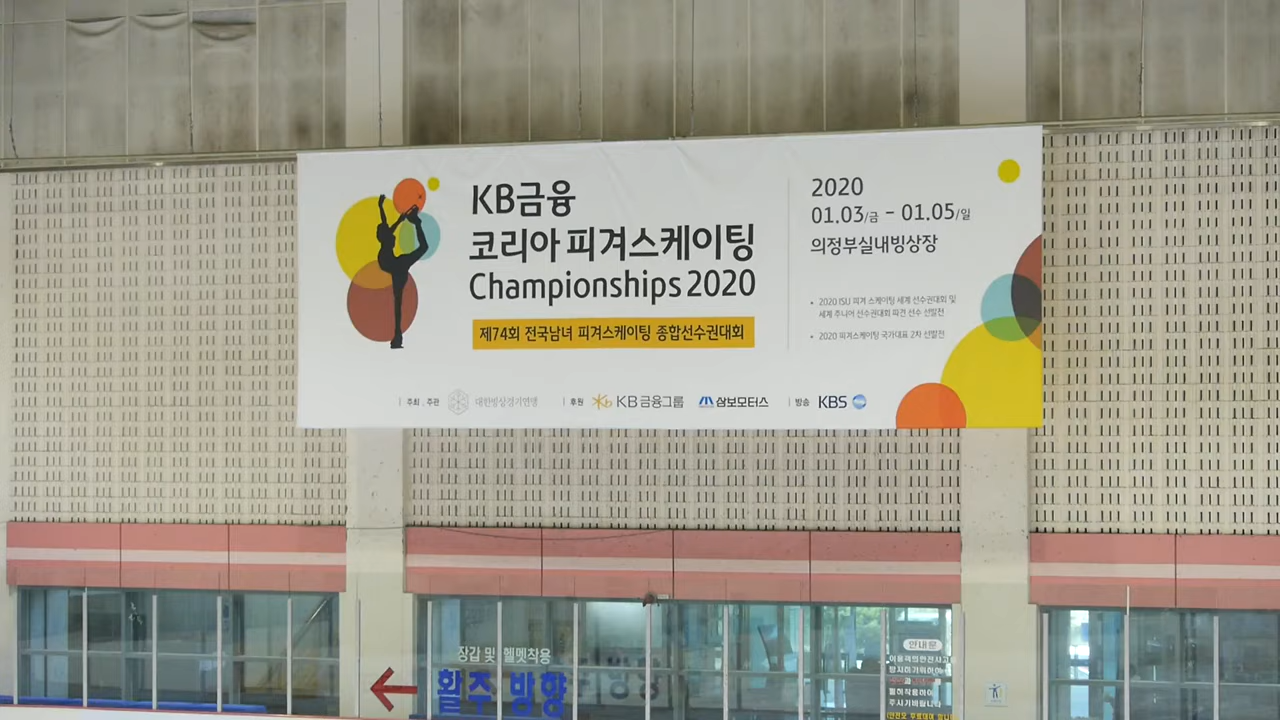 KB금융
코리아 피겨스케이팅
Championships 2020
제74회 전국남녀 피겨스케이팅 종합선수권대회
2020
01.03/금 - 01.05/일
의정부실내빙상장
• 2020 ISU 피겨 스케이팅 세계 선수권대회 및
세계 주니어 선수권대회 파견 선수 선발전
• 2020 피겨스케이팅 국가대표 2차 선발전
| 주최 . 주관 대한빙상경기연맹 | 후원 KB금융그룹 삼보모터스 | 방송 KBS
장갑 및 헬멧착용
활주 방향
안내문